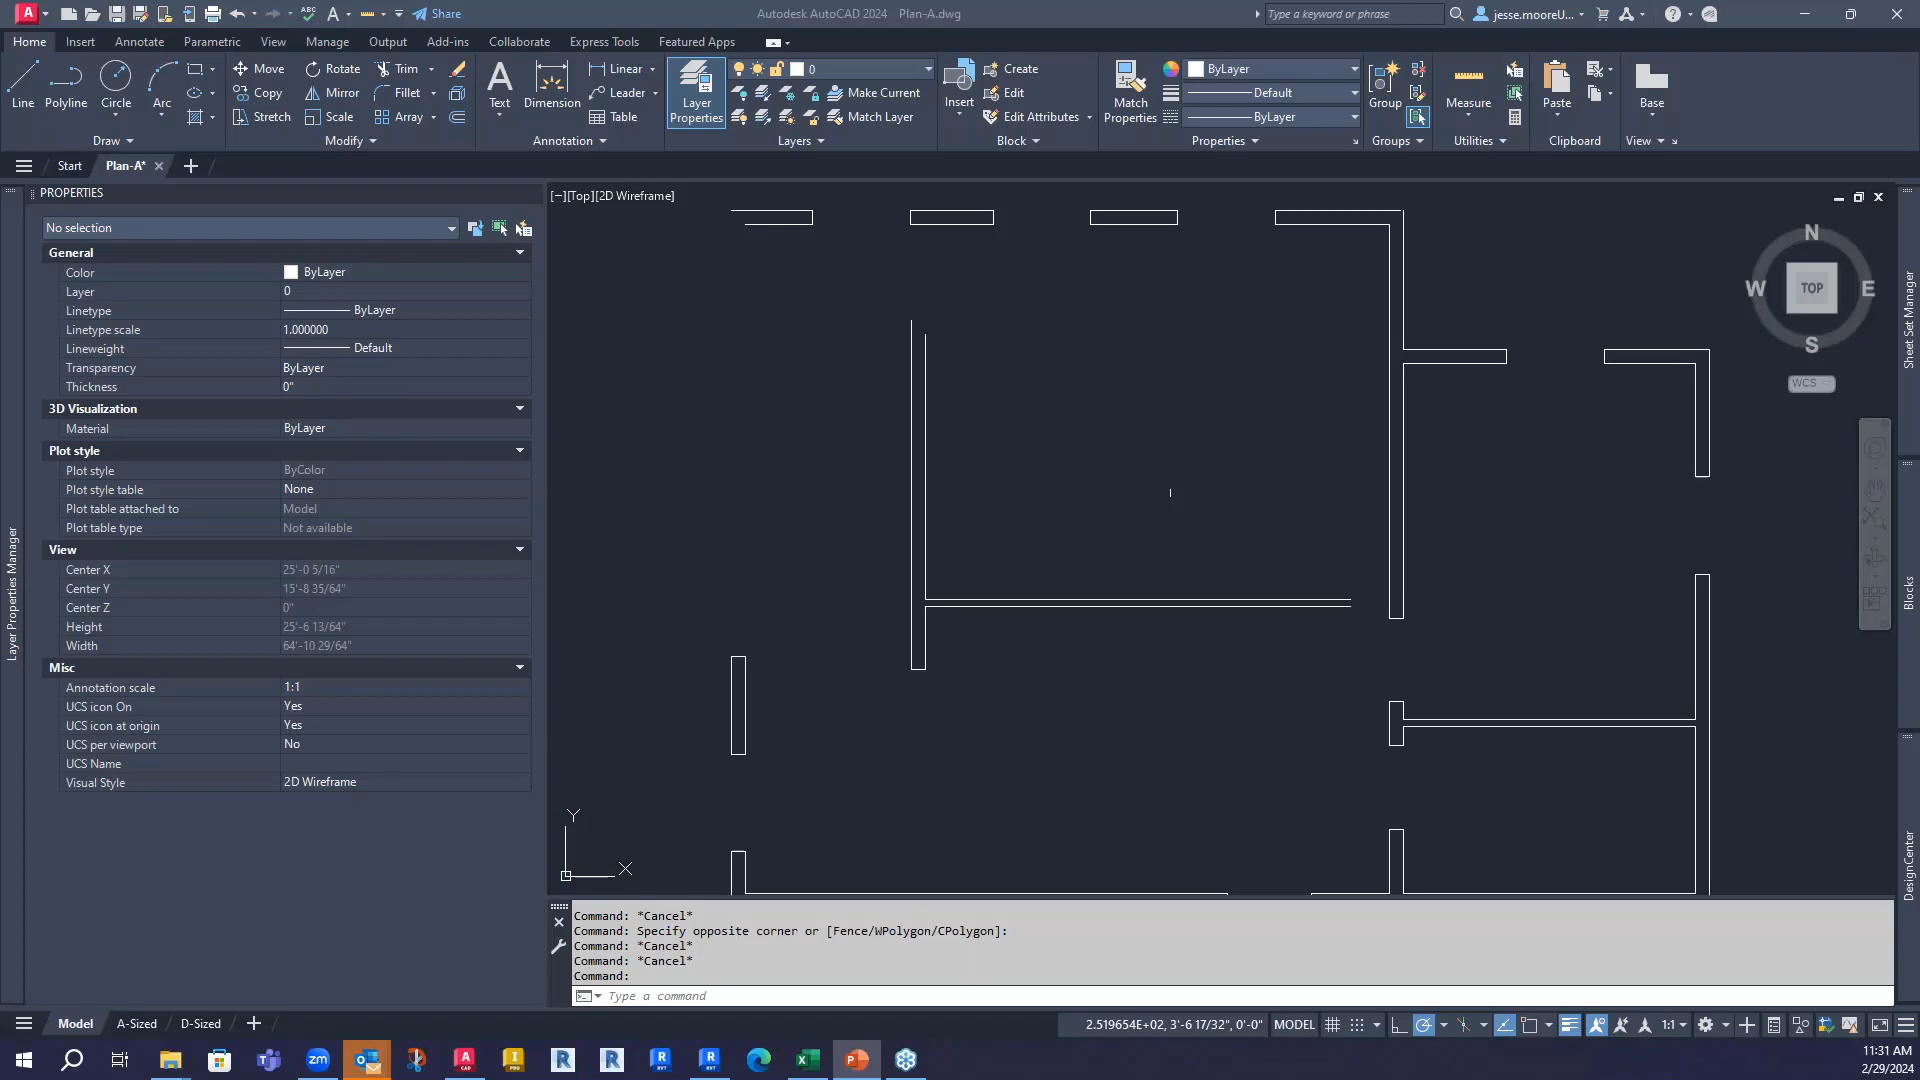 A
CAD
Share
Autodesk AutoCAD 2024 Plan-A.dwg
Type a keyword or phrase
jesse.mooreU...
Home Insert Annotate Parametric View Manage Output Add-ins Collaborate Express Tools Featured Apps
Line Polyline Circle Arc
Move Rotate Trim
Copy Mirror Fillet
Stretch Scale Array
Text Dimension
Linear
Leader
Table
Layer Properties
0
Make Current
Match Layer
Insert
Create
Edit
Edit Attributes
Match Properties
ByLayer
Default
ByLayer
Group
Measure
Paste
Base
Draw Modify Annotation Layers Block Properties Groups Utilities Clipboard View
Start Plan-A*
PROPERTIES
No selection
General
Color ByLayer
Layer 0
Linetype ByLayer
Linetype scale 1.000000
Lineweight Default
Transparency ByLayer
Thickness 0"
3D Visualization
Material ByLayer
Plot style
Plot style ByColor
Plot style table None
Plot table attached to Model
Plot table type Not available
View
Center X 25'-0 5/16"
Center Y 15'-8 35/64"
Center Z 0"
Height 25'-6 13/64"
Width 64'-10 29/64"
Misc
Annotation scale 1:1
UCS icon On Yes
UCS icon at origin Yes
UCS per viewport No
UCS Name
Visual Style 2D Wireframe
Layer Properties Manager
[−][Top][2D Wireframe]
N
W TOP E
S
WCS
Y
X
Sheet Set Manager
Blocks
DesignCenter
Command: *Cancel*
Command: Specify opposite corner or [Fence/WPolygon/CPolygon]:
Command: *Cancel*
Command: *Cancel*
Command:
Type a command
Model A-Sized D-Sized
2.519654E+02, 3'-6 17/32", 0'-0" MODEL 1:1
11:31 AM
2/29/2024